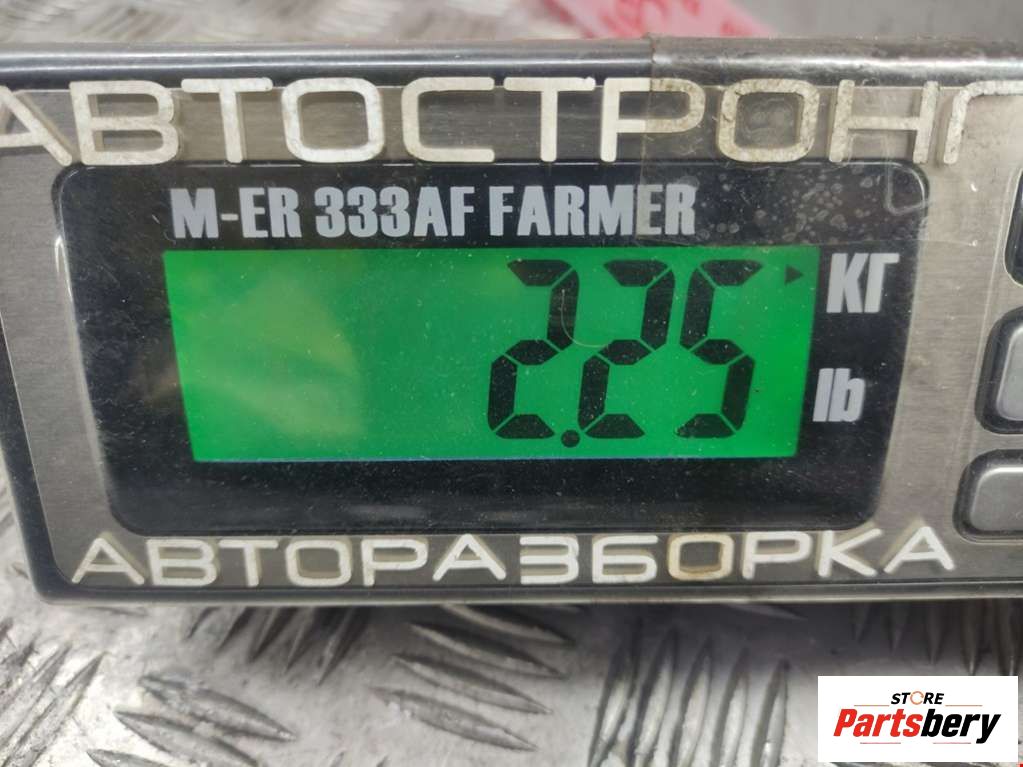 АВТОСТРОНГ
M-ER 333AF FARMER
2.25 КГ
lb
АВТОРАЗБОРКА
STORE
Partsbery